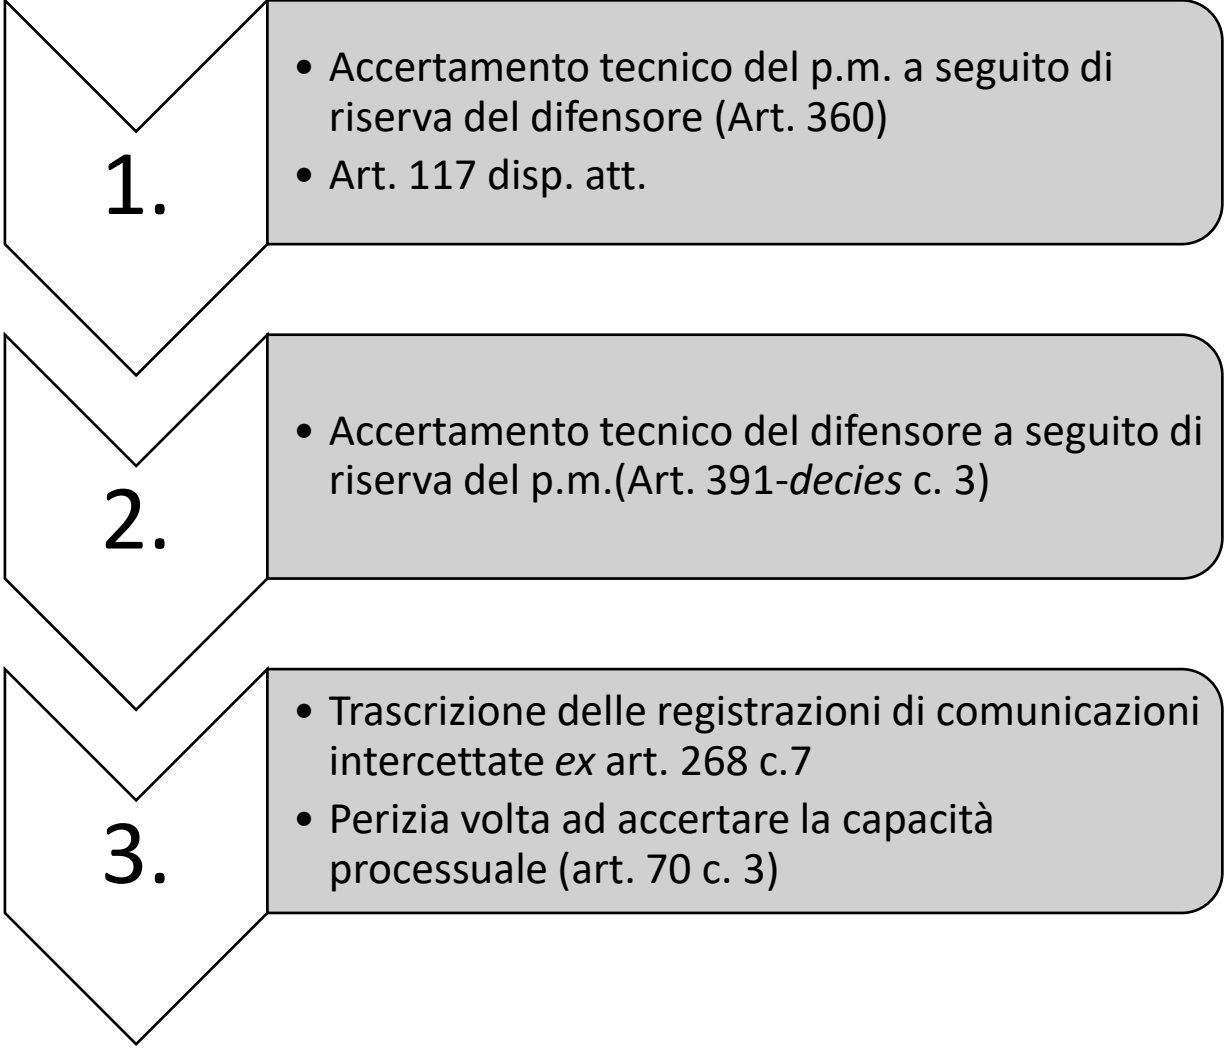 1.
• Accertamento tecnico del p.m. a seguito di
riserva del difensore (Art. 360)
• Art. 117 disp. att.
2.
• Accertamento tecnico del difensore a seguito di
riserva del p.m.(Art. 391-decies c. 3)
3.
• Trascrizione delle registrazioni di comunicazioni
intercettate ex art. 268 c.7
• Perizia volta ad accertare la capacità
processuale (art. 70 c. 3)